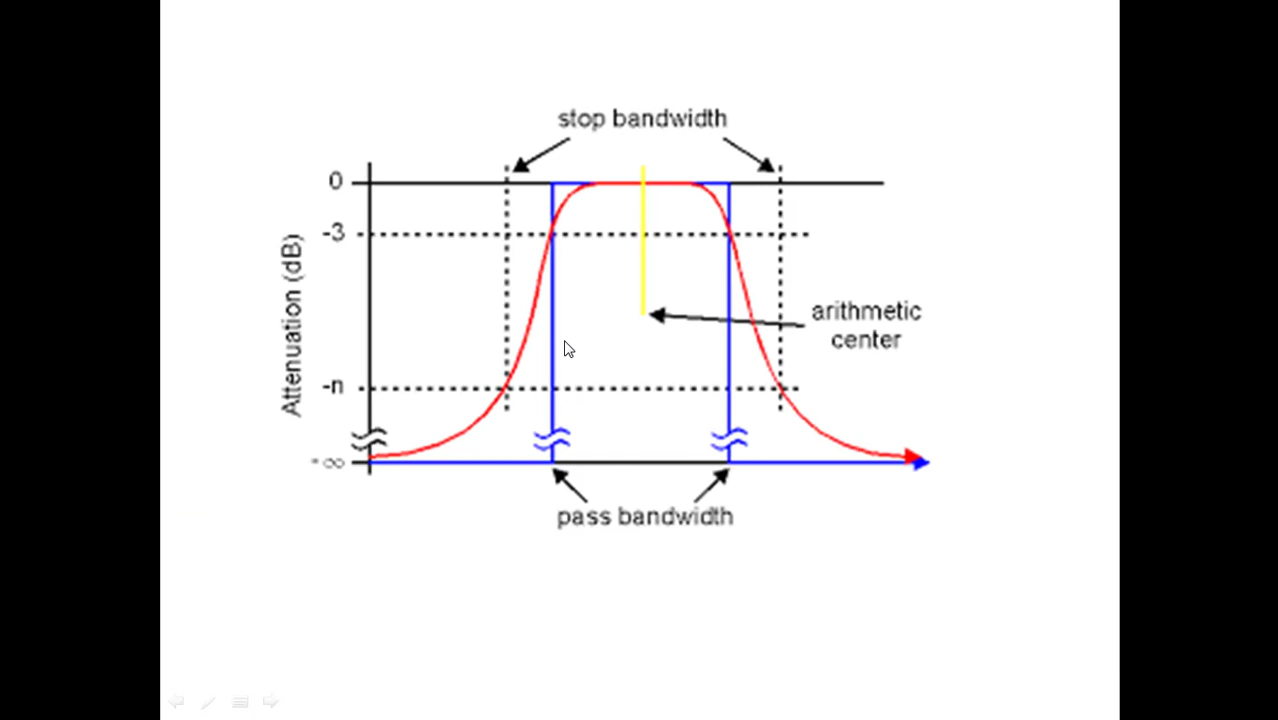 stop bandwidth
0
-3
Attenuation (dB)
arithmetic
center
-n
-∞
pass bandwidth